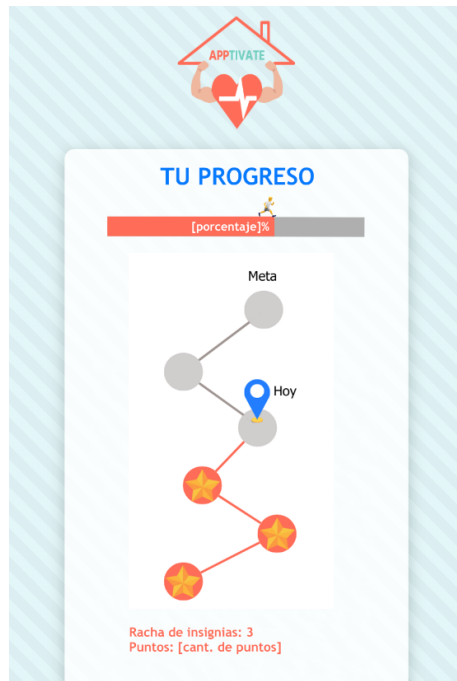 APPTIVATE
TU PROGRESO
[porcentaje]%
Meta
Hoy
Racha de insignias: 3
Puntos: [cant. de puntos]